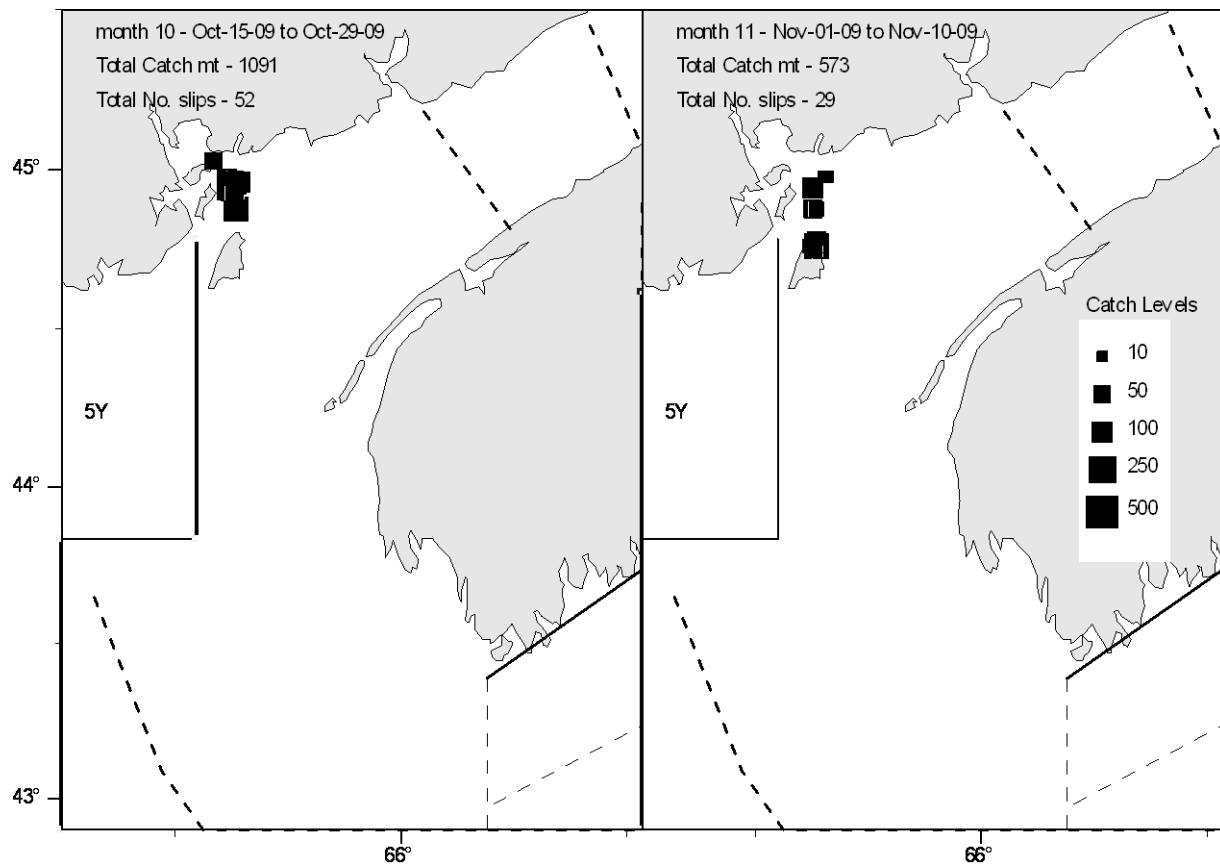 month 10 - Oct-15-09 to Oct-29-09
Total Catch mt - 1091
Total No. slips - 52
month 11 - Nov-01-09 to Nov-10-09
Total Catch mt - 573
Total No. slips - 29
45°
44°
43°
5Y
5Y
Catch Levels
10
50
100
250
500
66°
66°